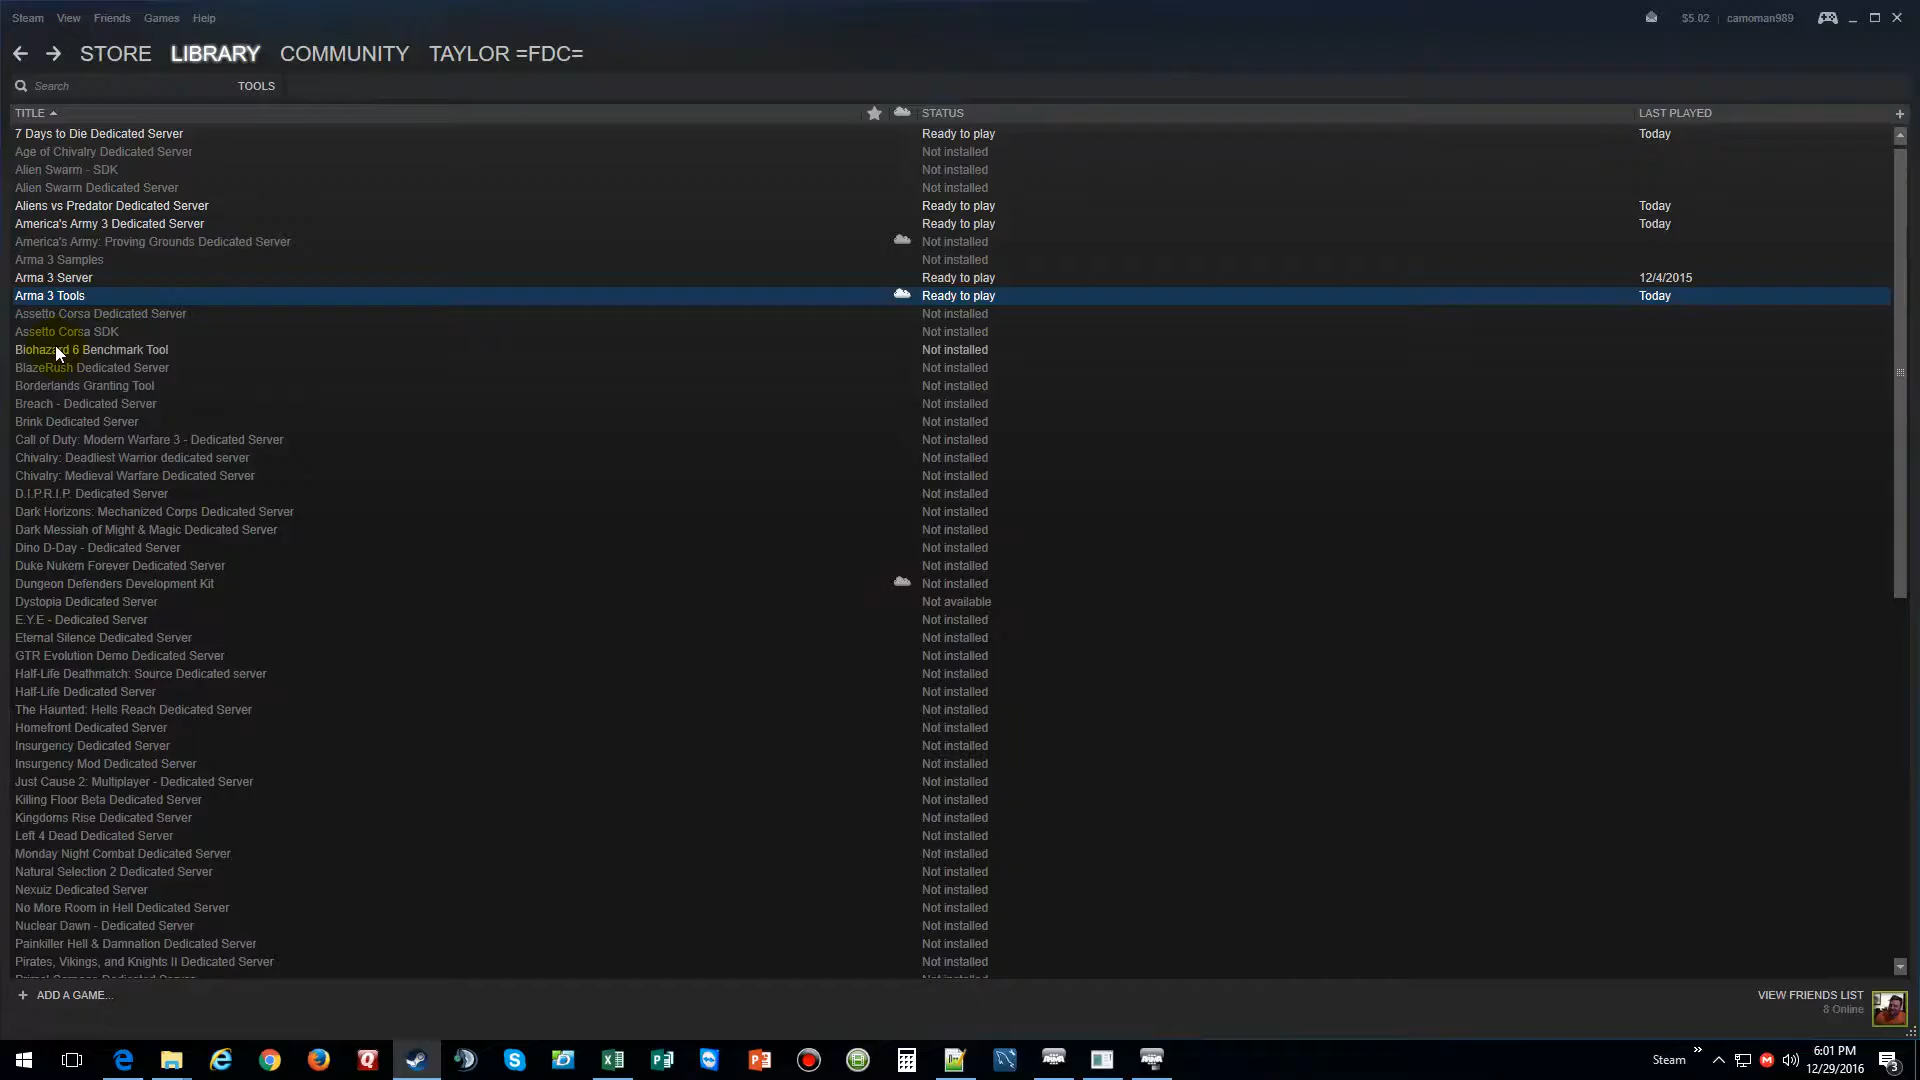 Steam View Friends Games Help $5.02 camoman989
STORE LIBRARY COMMUNITY TAYLOR =FDC=
Search TOOLS
TITLE STATUS LAST PLAYED
7 Days to Die Dedicated Server Ready to play Today
Age of Chivalry Dedicated Server Not installed
Alien Swarm - SDK Not installed
Alien Swarm Dedicated Server Not installed
Aliens vs Predator Dedicated Server Ready to play Today
America's Army 3 Dedicated Server Ready to play Today
America's Army: Proving Grounds Dedicated Server Not installed
Arma 3 Samples Not installed
Arma 3 Server Ready to play 12/4/2015
Arma 3 Tools Ready to play Today
Assetto Corsa Dedicated Server Not installed
Assetto Corsa SDK Not installed
Biohazard 6 Benchmark Tool Not installed
BlazeRush Dedicated Server Not installed
Borderlands Granting Tool Not installed
Breach - Dedicated Server Not installed
Brink Dedicated Server Not installed
Call of Duty: Modern Warfare 3 - Dedicated Server Not installed
Chivalry: Deadliest Warrior dedicated server Not installed
Chivalry: Medieval Warfare Dedicated Server Not installed
D.I.P.R.I.P. Dedicated Server Not installed
Dark Horizons: Mechanized Corps Dedicated Server Not installed
Dark Messiah of Might & Magic Dedicated Server Not installed
Dino D-Day - Dedicated Server Not installed
Duke Nukem Forever Dedicated Server Not installed
Dungeon Defenders Development Kit Not installed
Dystopia Dedicated Server Not available
E.Y.E - Dedicated Server Not installed
Eternal Silence Dedicated Server Not installed
GTR Evolution Demo Dedicated Server Not installed
Half-Life Deathmatch: Source Dedicated server Not installed
Half-Life Dedicated Server Not installed
The Haunted: Hells Reach Dedicated Server Not installed
Homefront Dedicated Server Not installed
Insurgency Dedicated Server Not installed
Insurgency Mod Dedicated Server Not installed
Just Cause 2: Multiplayer - Dedicated Server Not installed
Killing Floor Beta Dedicated Server Not installed
Kingdoms Rise Dedicated Server Not installed
Left 4 Dead Dedicated Server Not installed
Monday Night Combat Dedicated Server Not installed
Natural Selection 2 Dedicated Server Not installed
Nexuiz Dedicated Server Not installed
No More Room in Hell Dedicated Server Not installed
Nuclear Dawn - Dedicated Server Not installed
Painkiller Hell & Damnation Dedicated Server Not installed
Pirates, Vikings, and Knights II Dedicated Server Not installed
+ ADD A GAME... VIEW FRIENDS LIST
8 Online
Steam 6:01 PM
12/29/2016 3